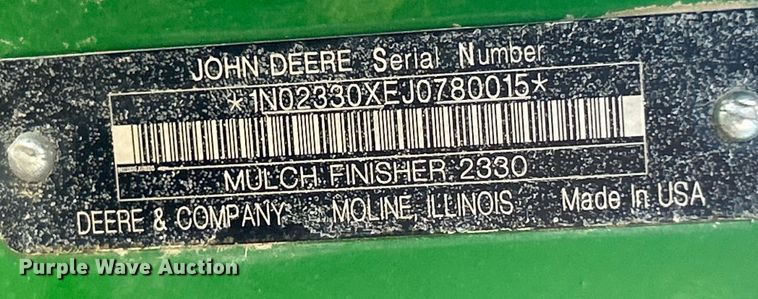 JOHN DEERE Serial Number
*1N02330XEJ0780015*
MULCH FINISHER 2330
DEERE & COMPANY MOLINE, ILLINOIS Made In USA
Purple Wave Auction